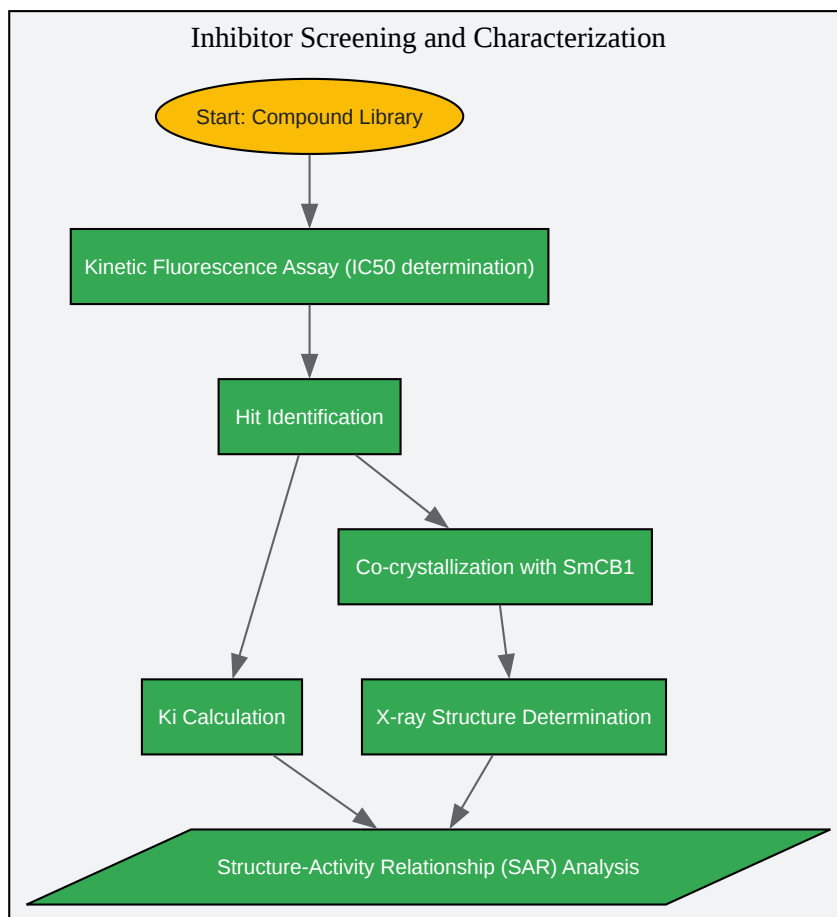 Inhibitor Screening and Characterization
Start: Compound Library
Kinetic Fluorescence Assay (IC50 determination)
Hit Identification
Co-crystallization with SmCB1
Ki Calculation
X-ray Structure Determination
Structure-Activity Relationship (SAR) Analysis